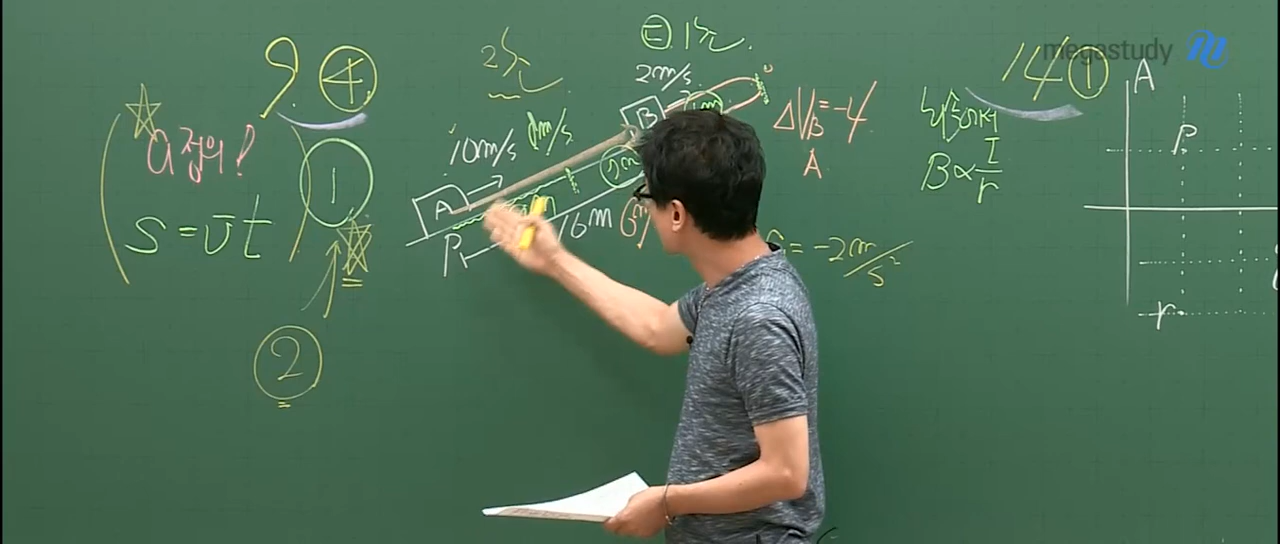 9 ④
a 정의!
S = v̄t
①
②
2초
㉢ 1초
2m/s
B
10m/s 8m/s
A
P
16m
ΔV_B = -4
A
= -2m/s²
B ∝ I/r
14 ①
A
P
r
megastudy